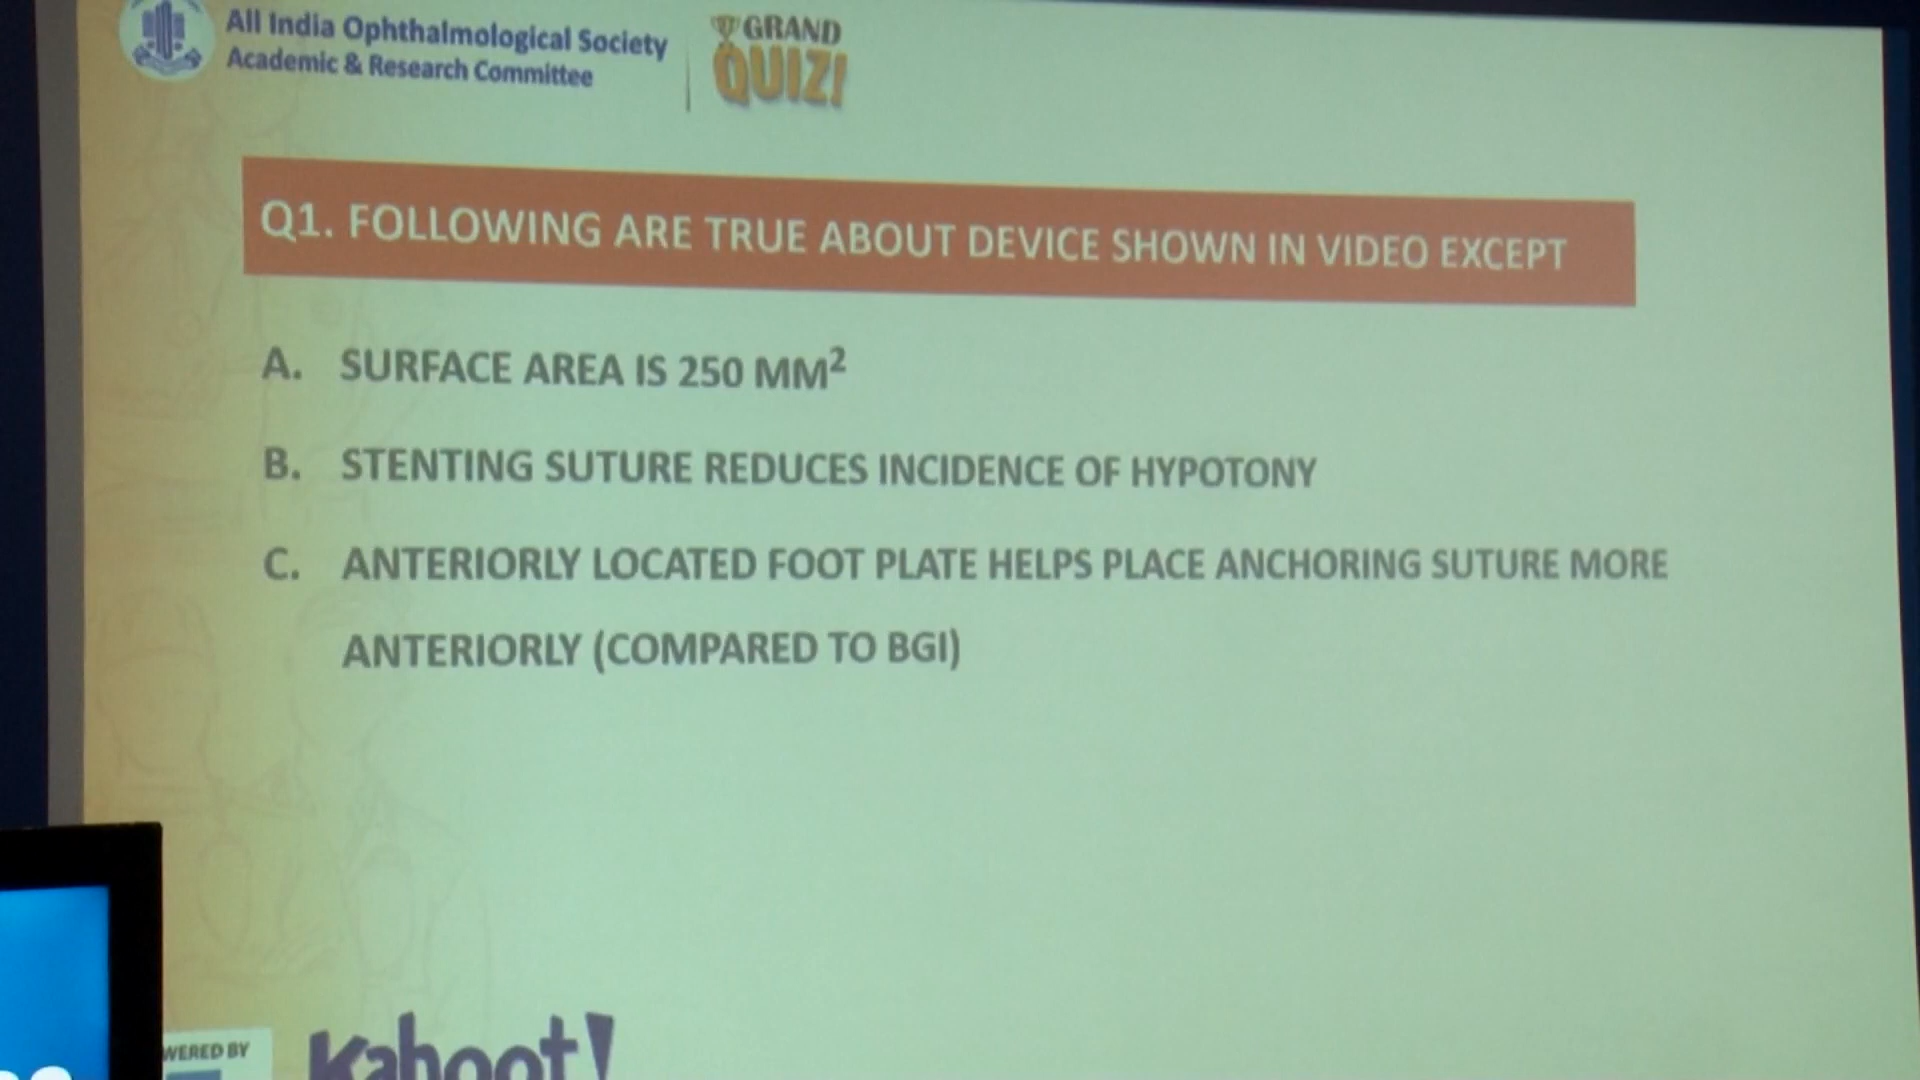 All India Ophthalmological Society
Academic & Research Committee
GRAND
QUIZ!
Q1. FOLLOWING ARE TRUE ABOUT DEVICE SHOWN IN VIDEO EXCEPT
A. SURFACE AREA IS 250 MM²
B. STENTING SUTURE REDUCES INCIDENCE OF HYPOTONY
C. ANTERIORLY LOCATED FOOT PLATE HELPS PLACE ANCHORING SUTURE MORE
ANTERIORLY (COMPARED TO BGI)
WERED BY
Kahoot!